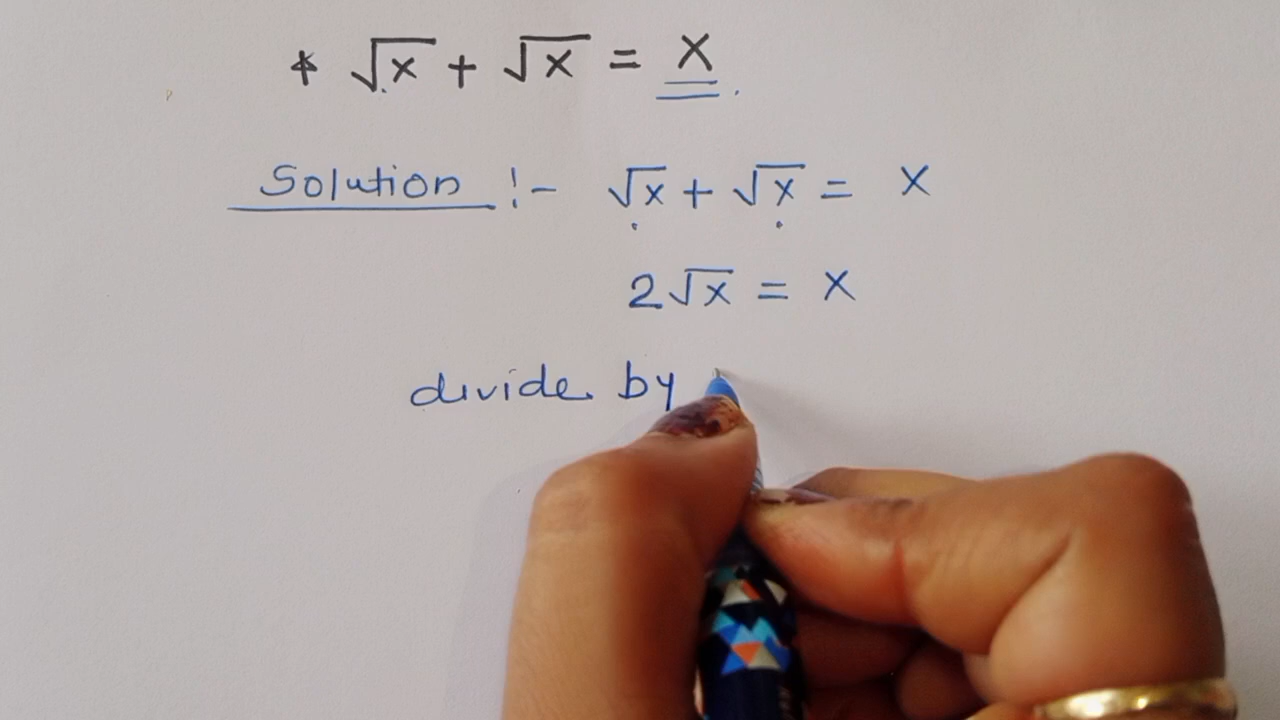 * √x + √x = x.
Solution :- √x + √x = x
2√x = x
divide by